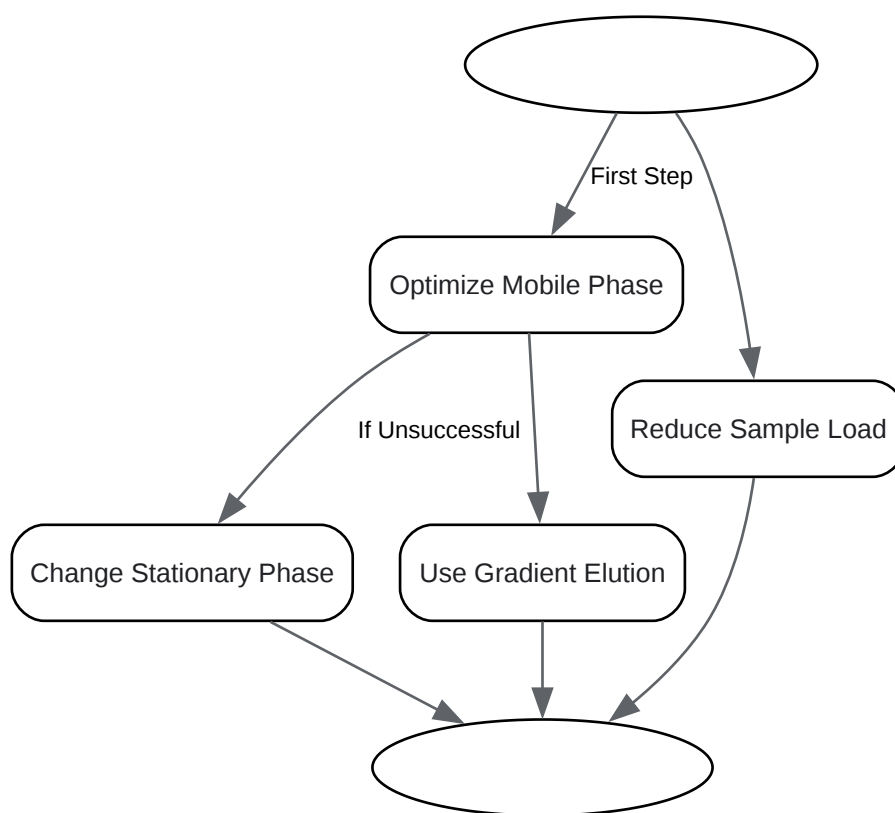 First Step
Optimize Mobile Phase
If Unsuccessful
Reduce Sample Load
Change Stationary Phase
Use Gradient Elution